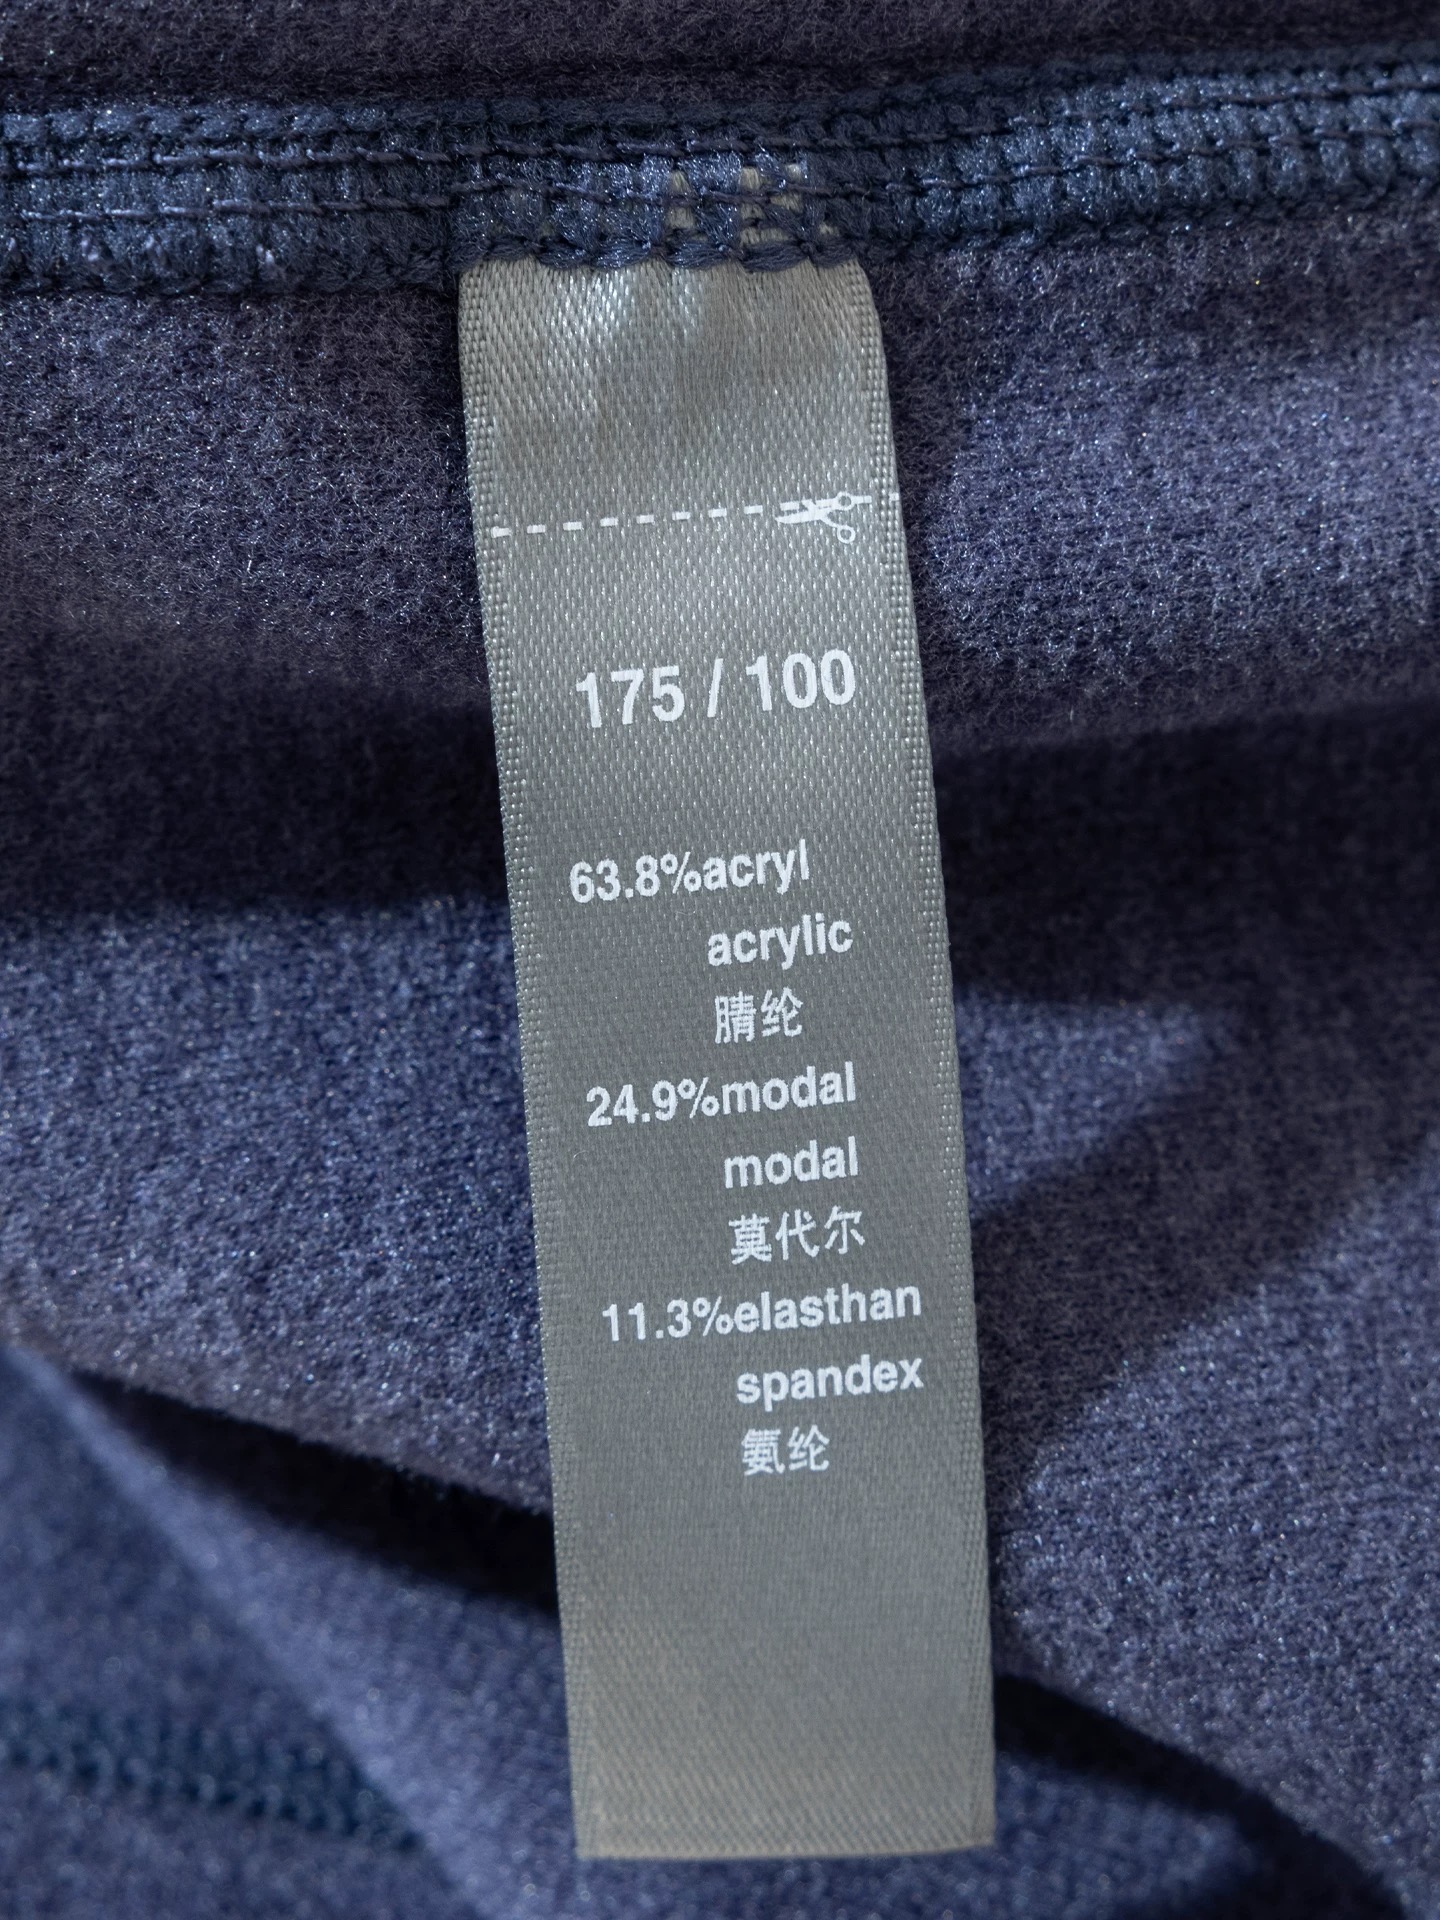 175 / 100
63.8%acryl
acrylic
腈纶
24.9%modal
modal
莫代尔
11.3%elasthan
spandex
氨纶